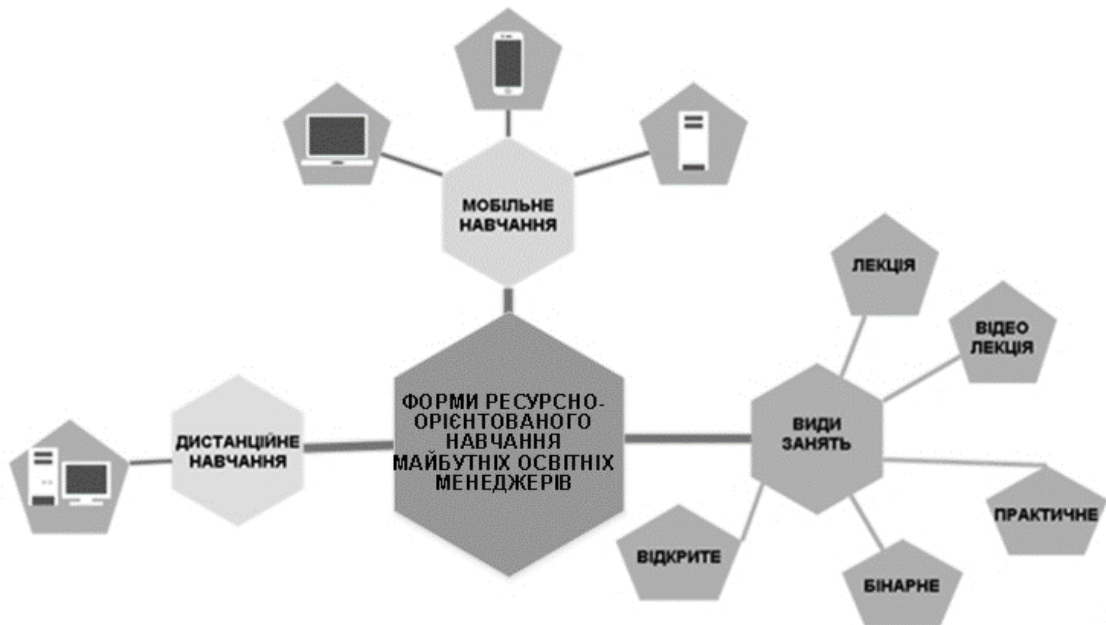 МОБІЛЬНЕ
НАВЧАННЯ
ЛЕКЦІЯ
ВІДЕО
ЛЕКЦІЯ
ФОРМИ РЕСУРСНО-
ОРІЄНТОВАНОГО
НАВЧАННЯ
МАЙБУТНІХ ОСВІТНІХ
МЕНЕДЖЕРІВ
ДИСТАНЦІЙНЕ
НАВЧАННЯ
ВИДИ
ЗАНЯТЬ
ПРАКТИЧНЕ
ВІДКРИТЕ
БІНАРНЕ